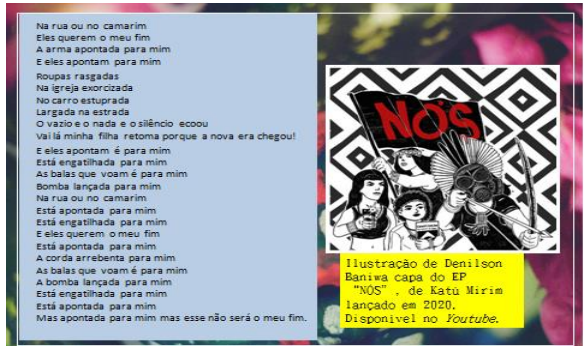 Na rua ou no camarim
Eles querem o meu fim
A arma apontada para mim
E eles apontam para mim
Roupas rasgadas
Na igreja exorcizada
No carro estuprada
Largada na estrada
O vazio e o nada e o silêncio ecoou
Vai lá minha filha retoma porque a nova era chegou!
E eles apontam é para mim
Está engatilhada para mim
As balas que voam é para mim
Bomba lançada para mim
Na rua ou no camarim
Está apontada para mim
Está engatilhada para mim
E eles querem o meu fim
Está apontada para mim
A corda arrebenta para mim
As balas que voam é para mim
A bomba lançada para mim
Está engatilhada para mim
Está apontada para mim
Mas apontada para mim mas esse não será o meu fim.
NÓS
Ilustração de Denilson
Baniwa capa do EP
“NÓS”, de Katú Mirim
lançado em 2020.
Disponível no Youtube.